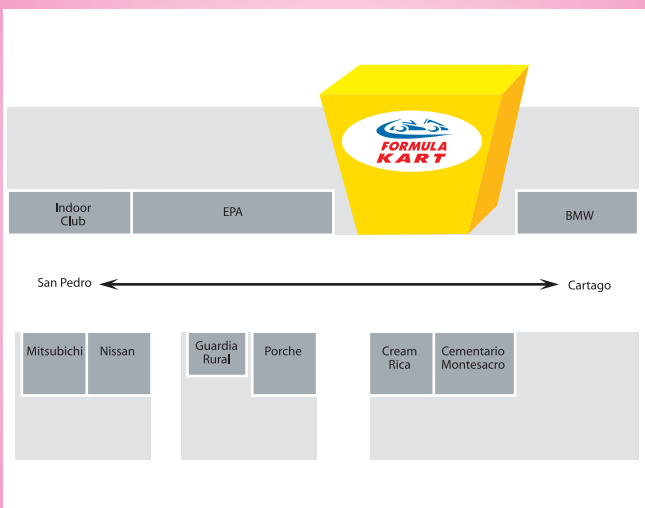 FORMULA
KART
Indoor
Club
EPA
BMW
San Pedro
Cartago
Mitsubichi
Nissan
Guardia
Rural
Porche
Cream
Rica
Cementario
Montesacro